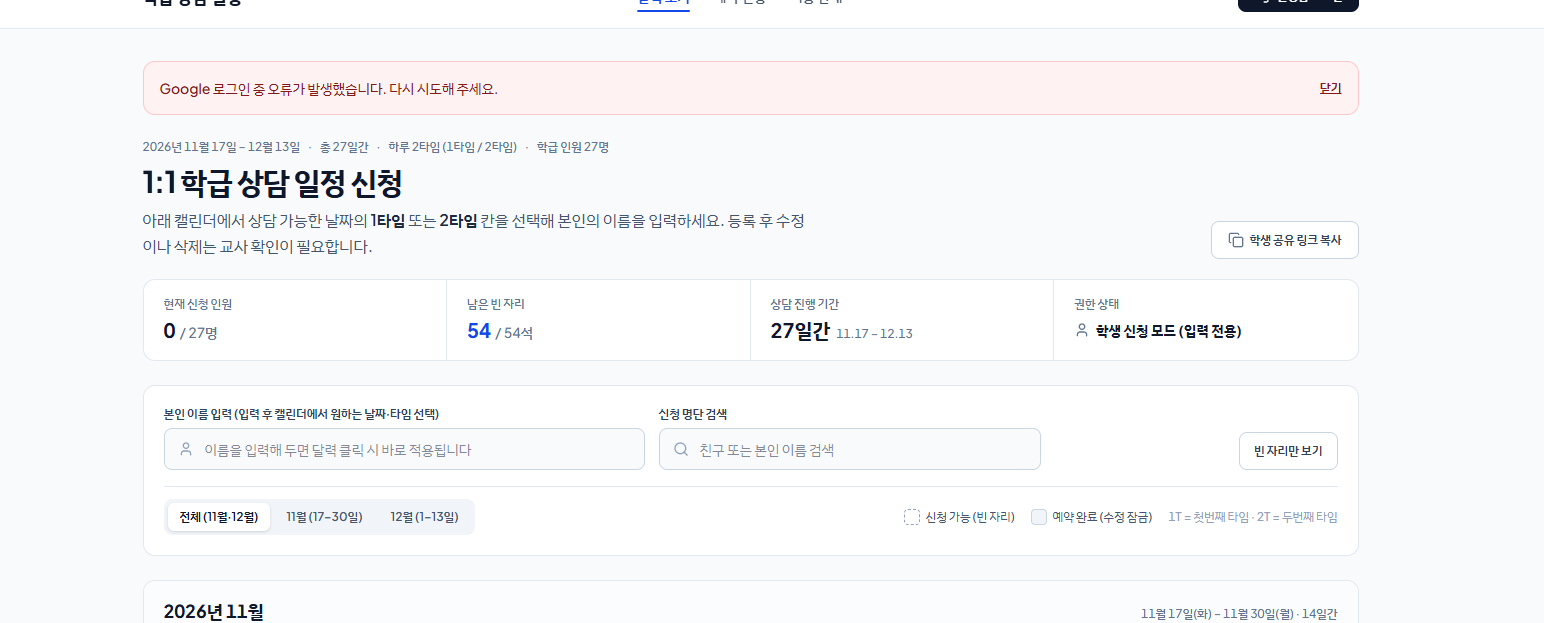 Google 로그인 중 오류가 발생했습니다. 다시 시도해 주세요.
닫기
2026년 11월 17일 – 12월 13일 · 총 27일간 · 하루 2타임 (1타임 / 2타임) · 학급 인원 27명
1:1 학급 상담 일정 신청
아래 캘린더에서 상담 가능한 날짜의 1타임 또는 2타임 칸을 선택해 본인의 이름을 입력하세요. 등록 후 수정
이나 삭제는 교사 확인이 필요합니다.
학생 공유 링크 복사
현재 신청 인원
0 / 27명
남은 빈 자리
54 / 54석
상담 진행 기간
27일간 11.17 – 12.13
권한 상태
학생 신청 모드 (입력 전용)
본인 이름 입력 (입력 후 캘린더에서 원하는 날짜·타임 선택)
이름을 입력해 두면 달력 클릭 시 바로 적용됩니다
신청 명단 검색
친구 또는 본인 이름 검색
빈 자리만 보기
전체 (11월·12월)
11월 (17–30일)
12월 (1–13일)
신청 가능 (빈 자리)
예약 완료 (수정 잠금)
1T = 첫번째 타임 · 2T = 두번째 타임
2026년 11월
11월 17일(화) – 11월 30일(월) · 14일간